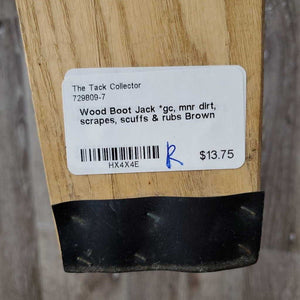 The Tack Collector
729809-7
Wood Boot Jack *gc, mnr dirt,
scrapes, scuffs & rubs Brown
HX4X4E
R
$13.75